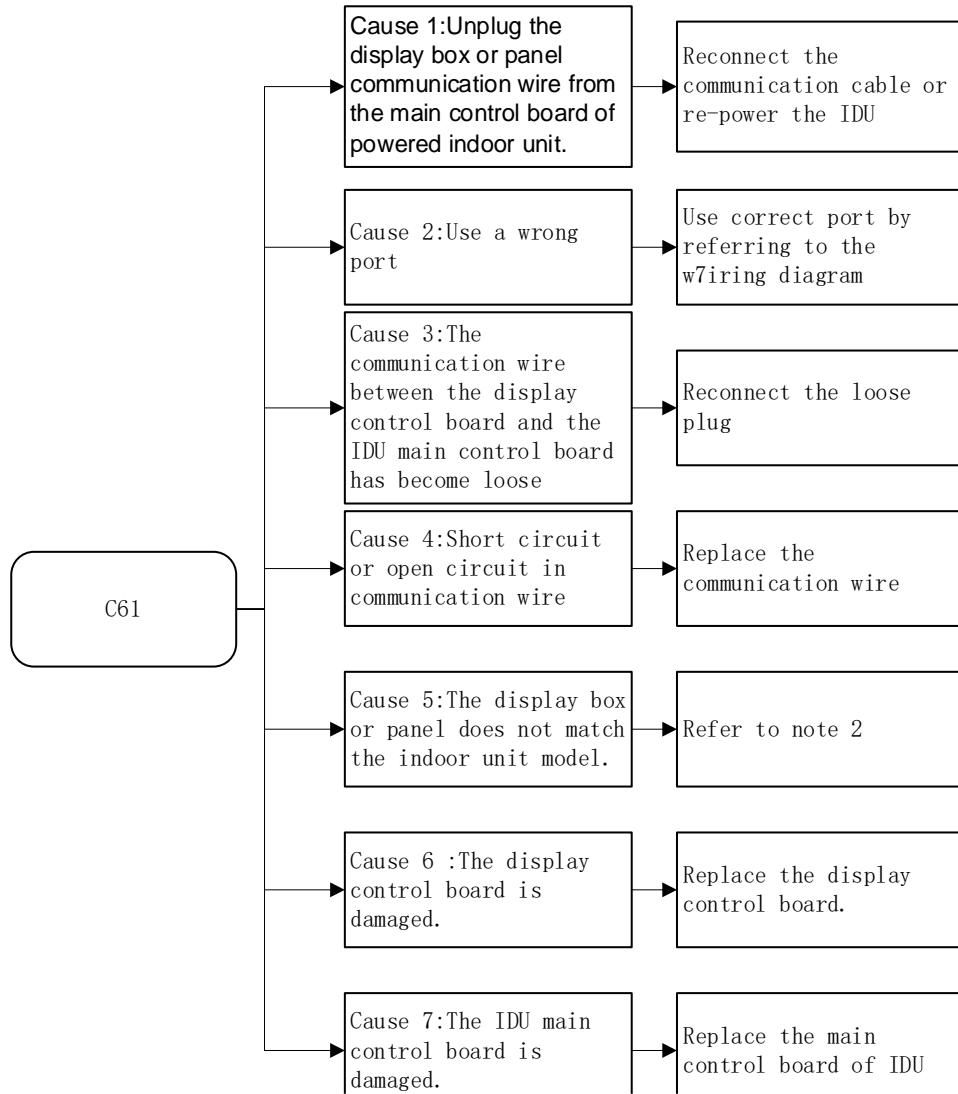 Cause 1:Unplug the
display box or panel
communication wire from
the main control board of
powered indoor unit.
Reconnect the
communication cable or
re-power the IDU
Cause 2:Use a wrong
port
Use correct port by
referring to the
w7iring diagram
Cause 3:The
communication wire
between the display
control board and the
IDU main control board
has become loose
Reconnect the loose
plug
Cause 4:Short circuit
or open circuit in
communication wire
Replace the
communication wire
C61
Cause 5:The display box
or panel does not match
the indoor unit model.
Refer to note 2
Cause 6 :The display
control board is
damaged.
Replace the display
control board.
Cause 7:The IDU main
control board is
damaged.
Replace the main
control board of IDU